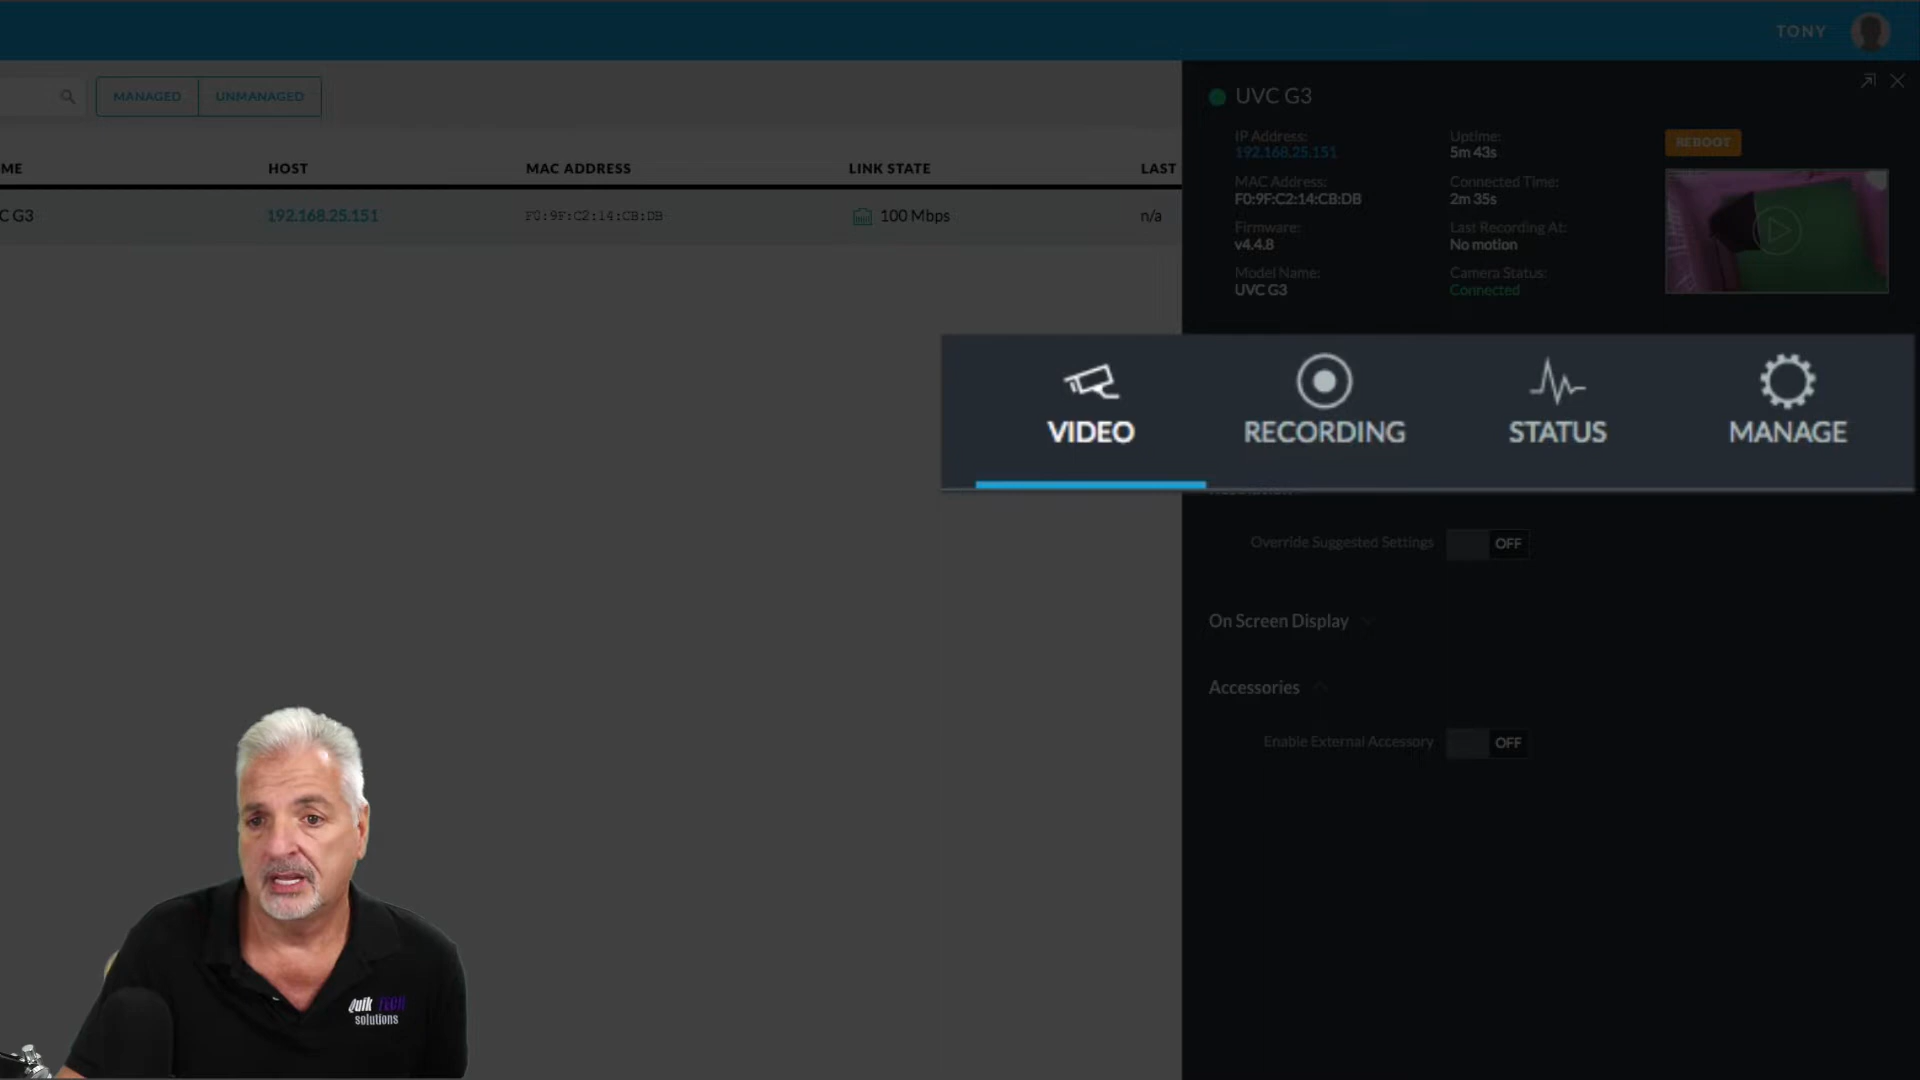 TONY
MANAGED
UNMANAGED
ME
HOST
MAC ADDRESS
LINK STATE
LAST
C G3
192.168.25.151
F0:9F:C2:14:CB:DB
100 Mbps
n/a
UVC G3
IP Address:
192.168.25.151
Uptime:
5m 43s
REBOOT
MAC Address:
F0:9F:C2:14:CB:DB
Connected Time:
2m 35s
Firmware:
v4.4.8
Last Recording At:
No motion
Model Name:
UVC G3
Camera Status:
Connected
VIDEO
RECORDING
STATUS
MANAGE
Override Suggested Settings
OFF
On Screen Display
Accessories
Enable External Accessory
OFF
Quik TECH
solutions